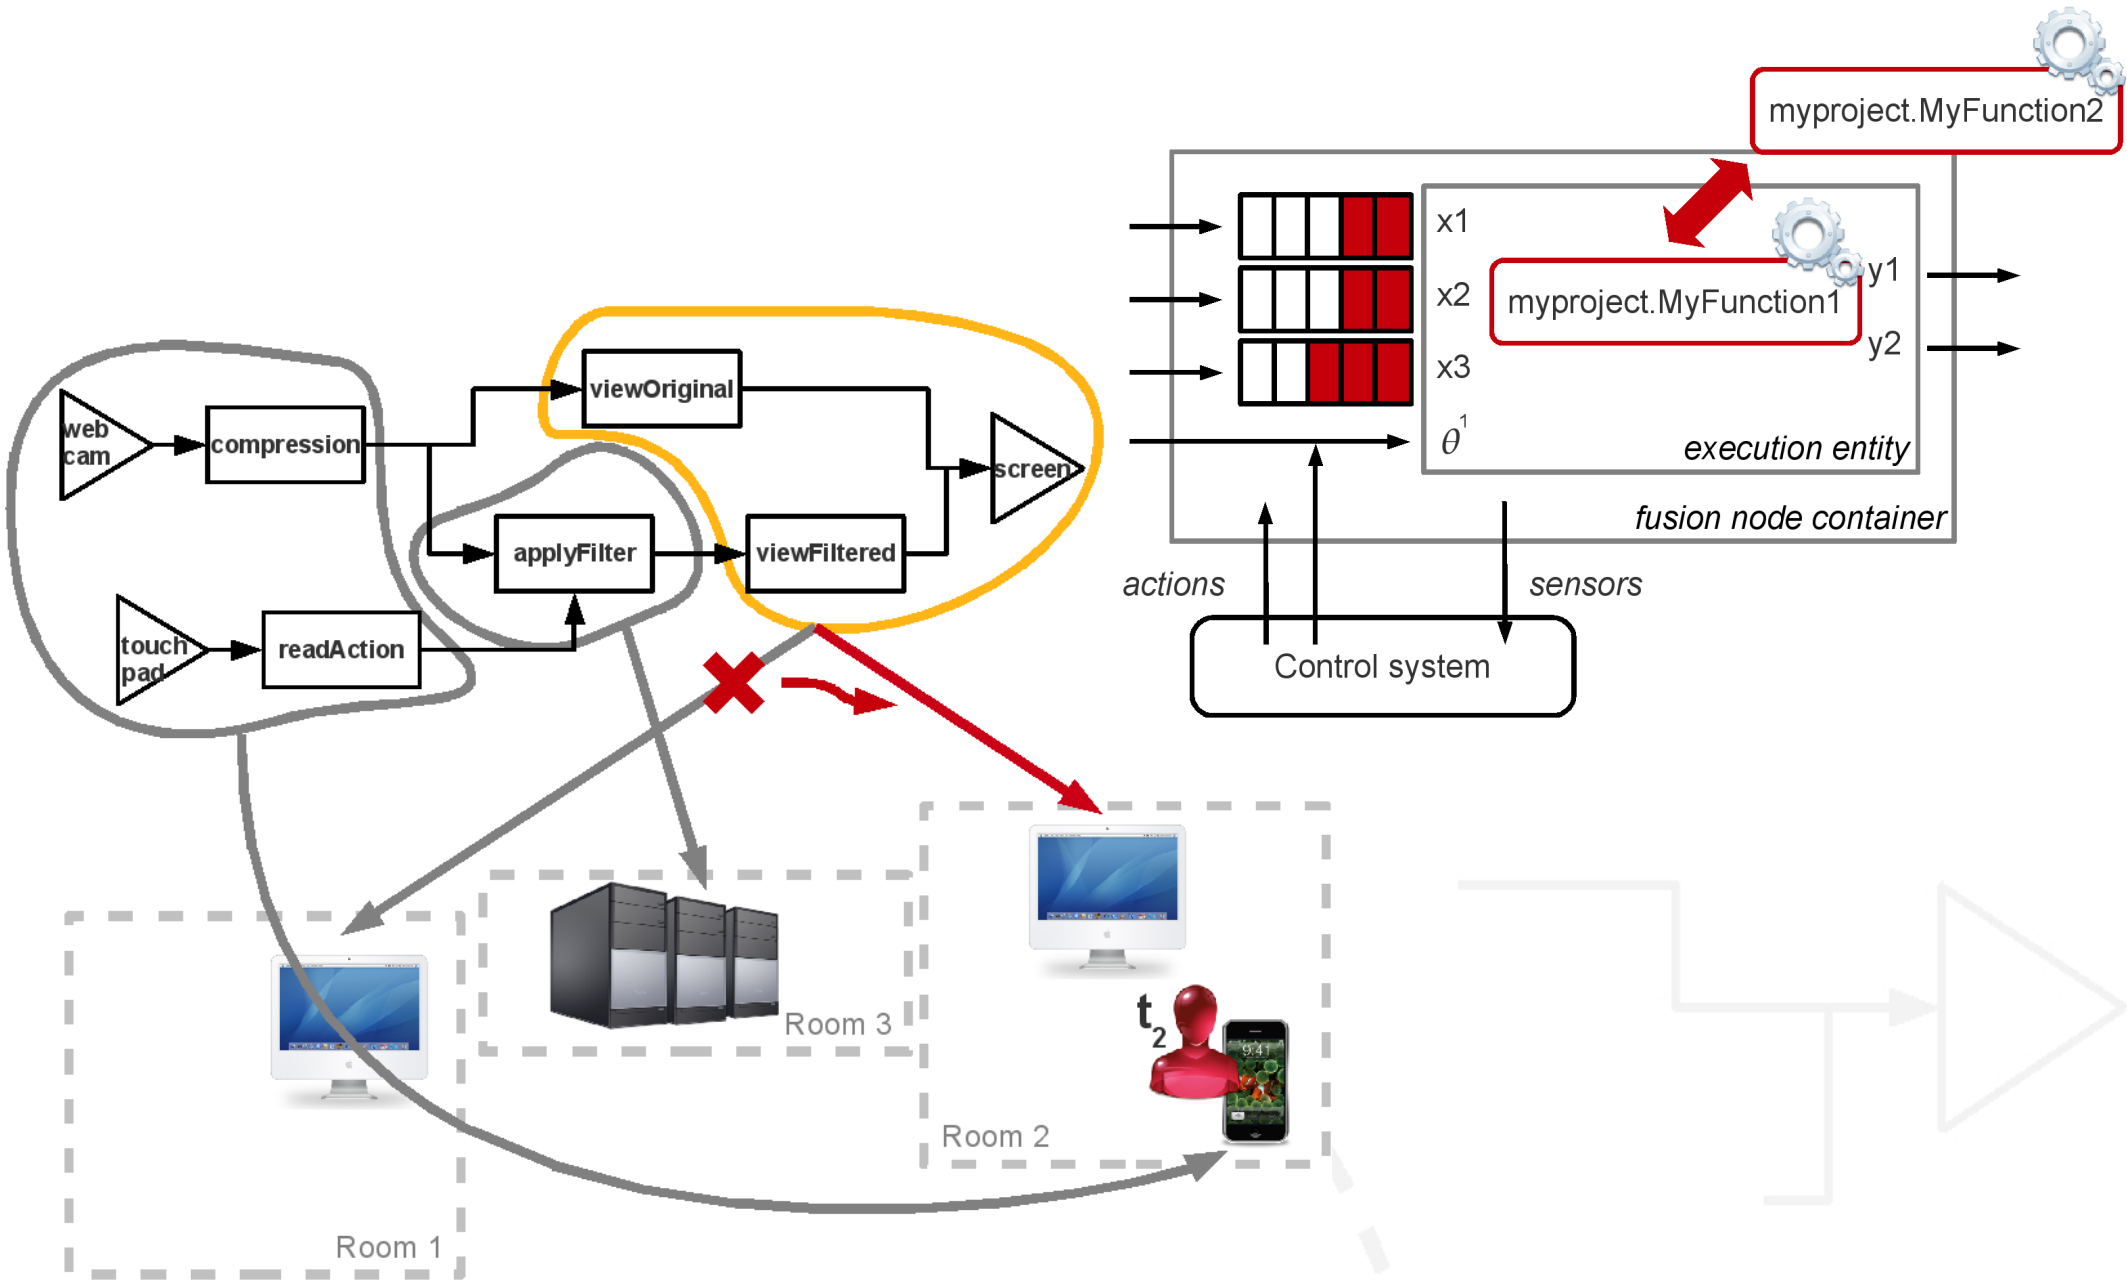 myproject.MyFunction2
x1
x2
x3
θ1
myproject.MyFunction1
y1
y2
execution entity
fusion node container
actions
sensors
Control system
web
cam
compression
viewOriginal
screen
applyFilter
viewFiltered
touch
pad
readAction
Room 1
Room 3
Room 2
t2
9:41